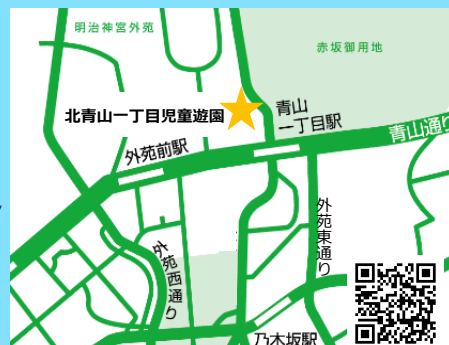 明治神宮外苑
赤坂御用地
北青山一丁目児童遊園
青山
一丁目駅
青山通り
外苑前駅
外苑東通り
外苑西通り
乃木坂駅